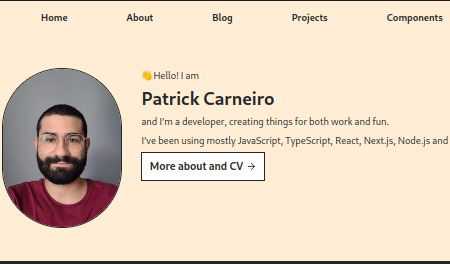 Home About Blog Projects Components
👋Hello! I am
Patrick Carneiro
and I'm a developer, creating things for both work and fun.
I've been using mostly JavaScript, TypeScript, React, Next.js, Node.js and
More about and CV →